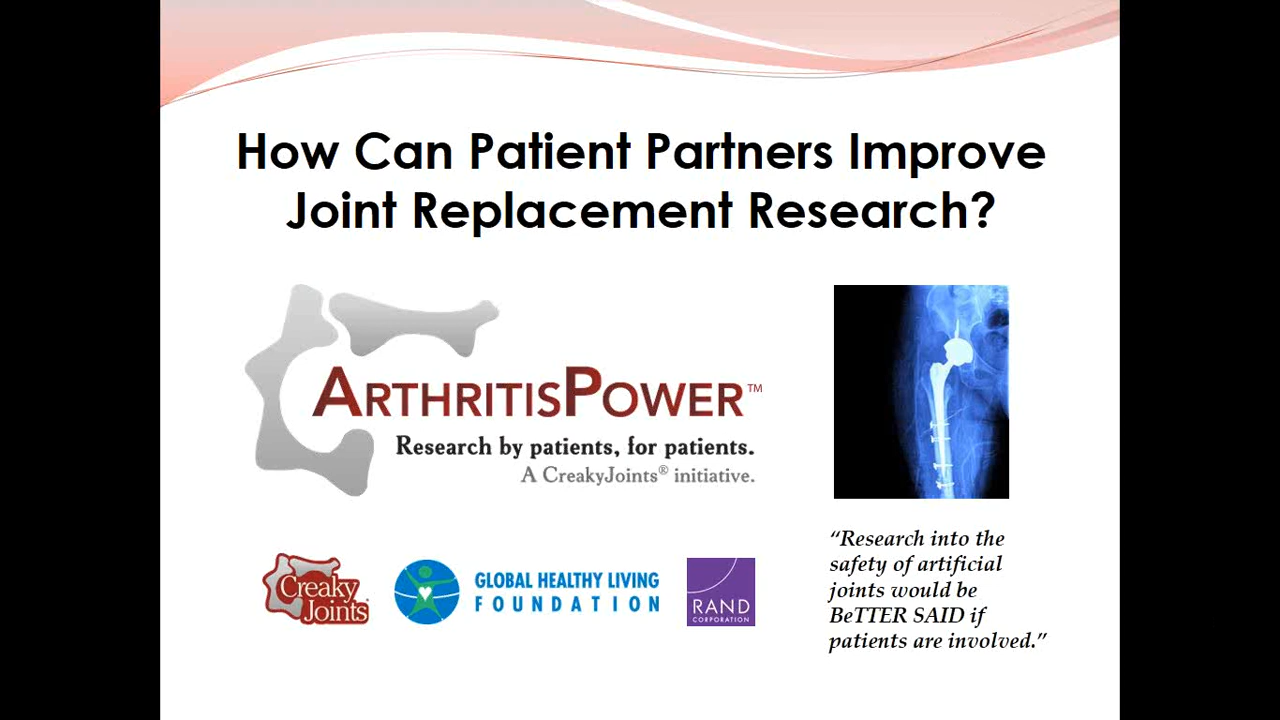 How Can Patient Partners Improve
Joint Replacement Research?
ARTHRITISPOWER™
Research by patients, for patients.
A CreakyJoints® initiative.
Creaky
Joints®
GLOBAL HEALTHY LIVING
FOUNDATION
RAND
CORPORATION
“Research into the
safety of artificial
joints would be
BeTTER SAID if
patients are involved.”